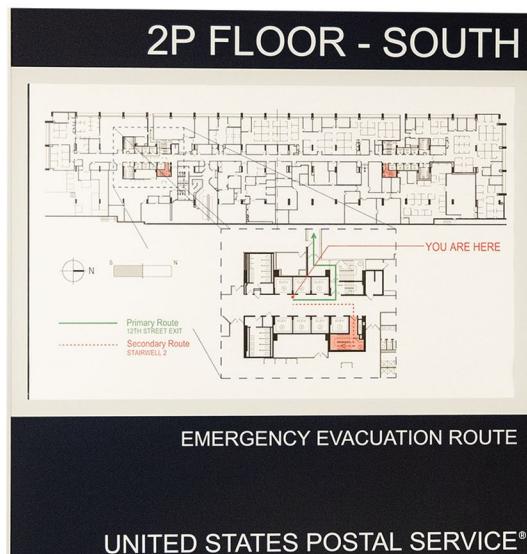 2P FLOOR - SOUTH
YOU ARE HERE
S
N
N
Primary Route
12TH STREET EXIT
Secondary Route
STAIRWELL 2
EMERGENCY EVACUATION ROUTE
UNITED STATES POSTAL SERVICE®